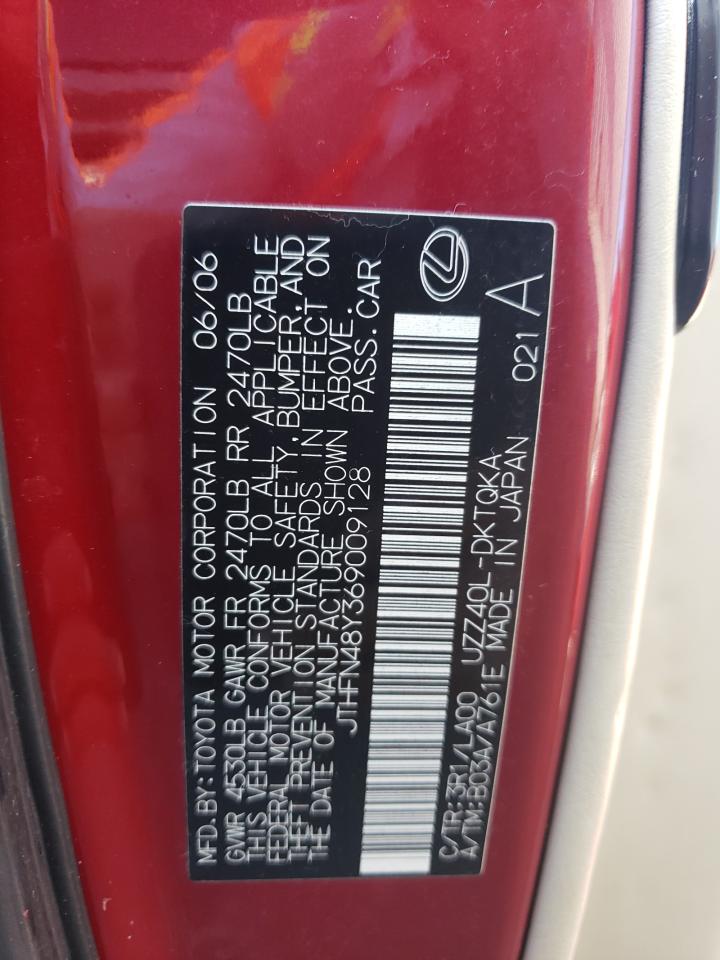 MFD.BY:TOYOTA MOTOR CORPORATION 06/06
GVWR 4530LB GAWR FR 2470LB RR 2470LB
THIS VEHICLE CONFORMS TO ALL APPLICABLE
FEDERAL MOTOR VEHICLE SAFETY,BUMPER,AND
THEFT PREVENTION STANDARDS IN EFFECT ON
THE DATE OF MANUFACTURE SHOWN ABOVE.
JTHFN48Y369009128 PASS.CAR
C/TR:3R1/LA00 UZZ40L-DKTQKA
A/TM:B03A/A761E MADE IN JAPAN
021 A